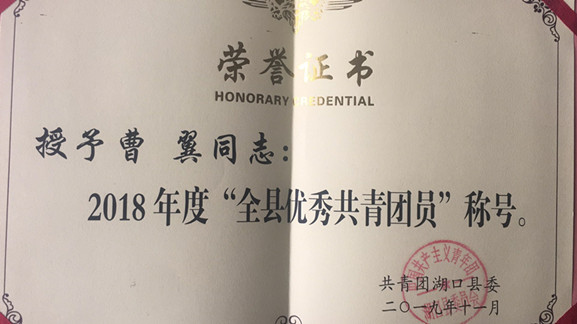 荣誉证书
HONORARY CREDENTIAL
授予曹 翼同志：
2018年度“全县优秀共青团员”称号。
共青团湖口县委
二〇一九年十一月